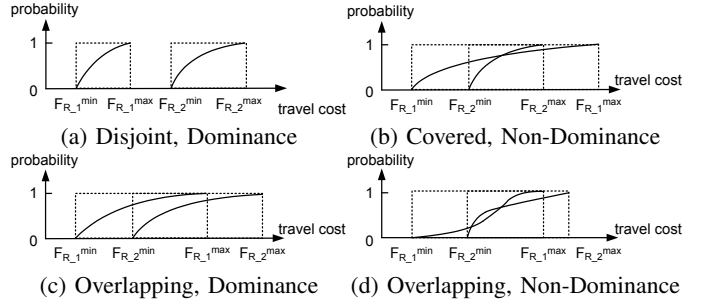 probability
1
0
F_R_1^min F_R_1^max F_R_2^min F_R_2^max travel cost
(a) Disjoint, Dominance
probability
1
0
travel cost
F_R_1^min F_R_2^min F_R_2^max F_R_1^max
(b) Covered, Non-Dominance
probability
1
travel cost
0
F_R_1^min F_R_2^min F_R_1^max F_R_2^max
(c) Overlapping, Dominance
probability
1
travel cost
0
F_R_1^min F_R_2^min F_R_1^max F_R_2^max
(d) Overlapping, Non-Dominance